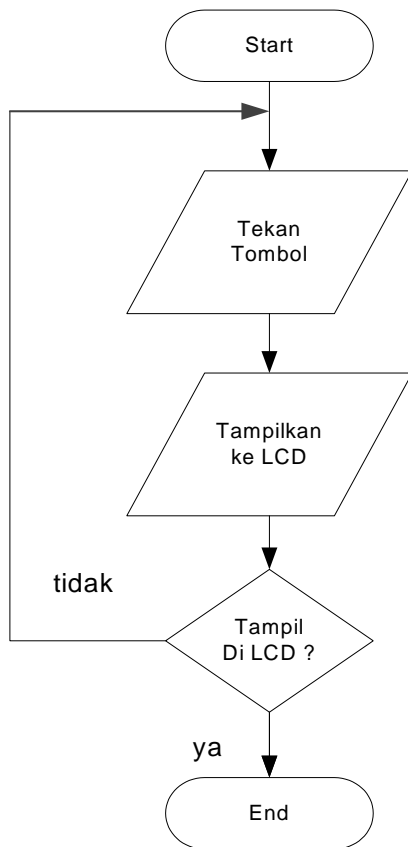 Start
Tekan
Tombol
Tampilkan
ke LCD
tidak
Tampil
Di LCD ?
ya
End